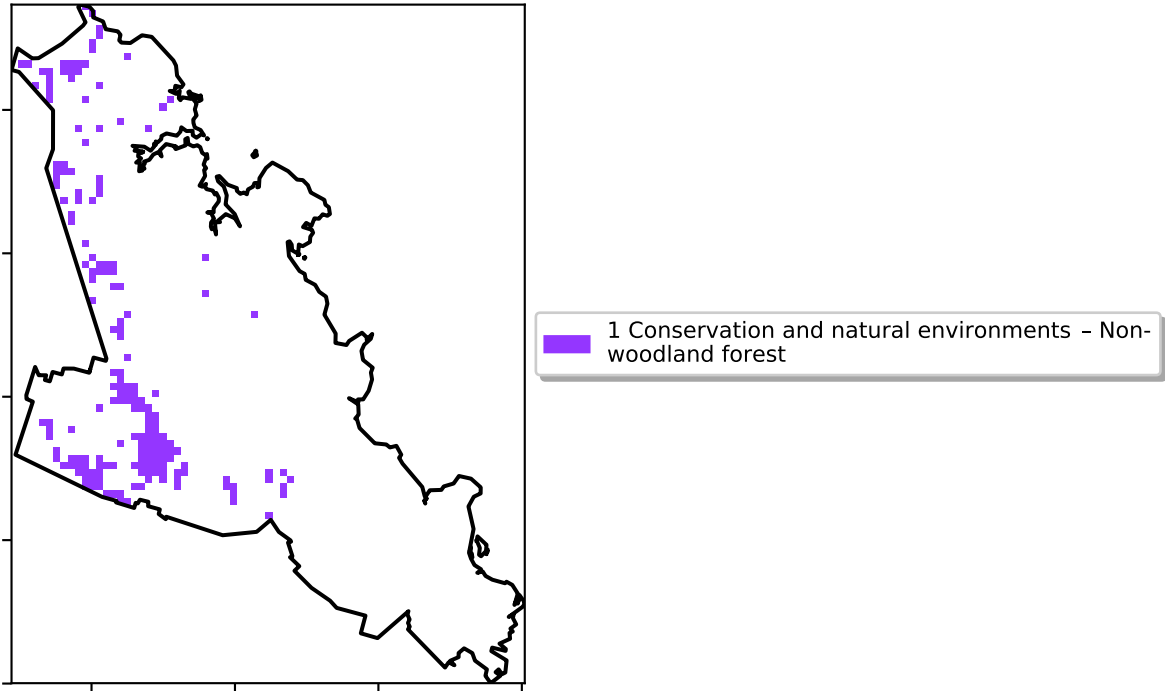 1 Conservation and natural environments – Non-
woodland forest